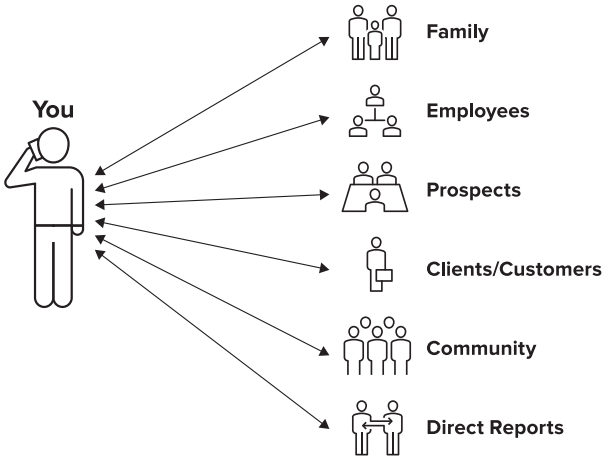 Family
You
Employees
Prospects
Clients/Customers
Community
Direct Reports